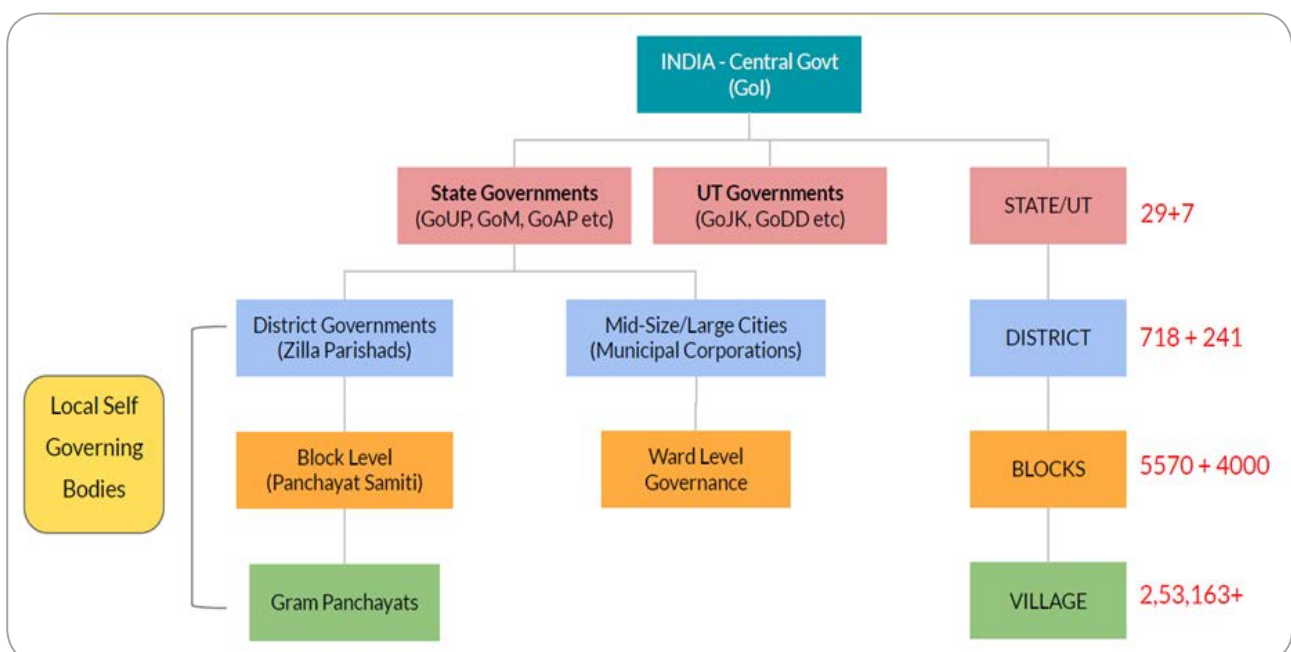 INDIA - Central Govt
(GoI)
State Governments
(GoUP, GoM, GoAP etc)
UT Governments
(GoJK, GoDD etc)
STATE/UT
29+7
District Governments
(Zilla Parishads)
Mid-Size/Large Cities
(Municipal Corporations)
DISTRICT
718 + 241
Local Self
Governing
Bodies
Block Level
(Panchayat Samiti)
Ward Level
Governance
BLOCKS
5570 + 4000
Gram Panchayats
VILLAGE
2,53,163+